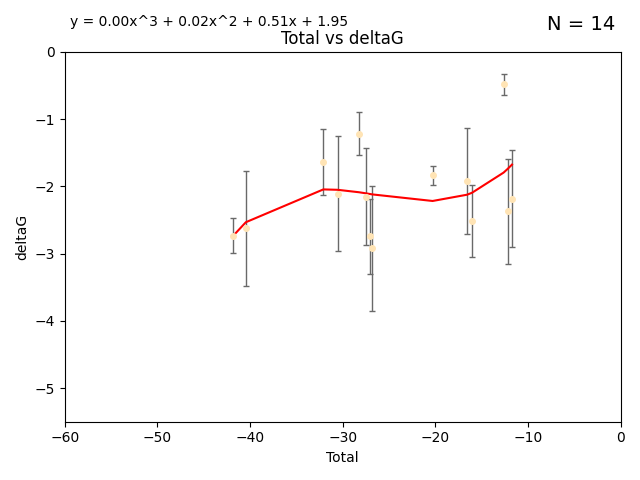 y = 0.00x^3 + 0.02x^2 + 0.51x + 1.95
N = 14
Total vs deltaG
0
−1
−2
−3
−4
−5
deltaG
−60 −50 −40 −30 −20 −10 0
Total